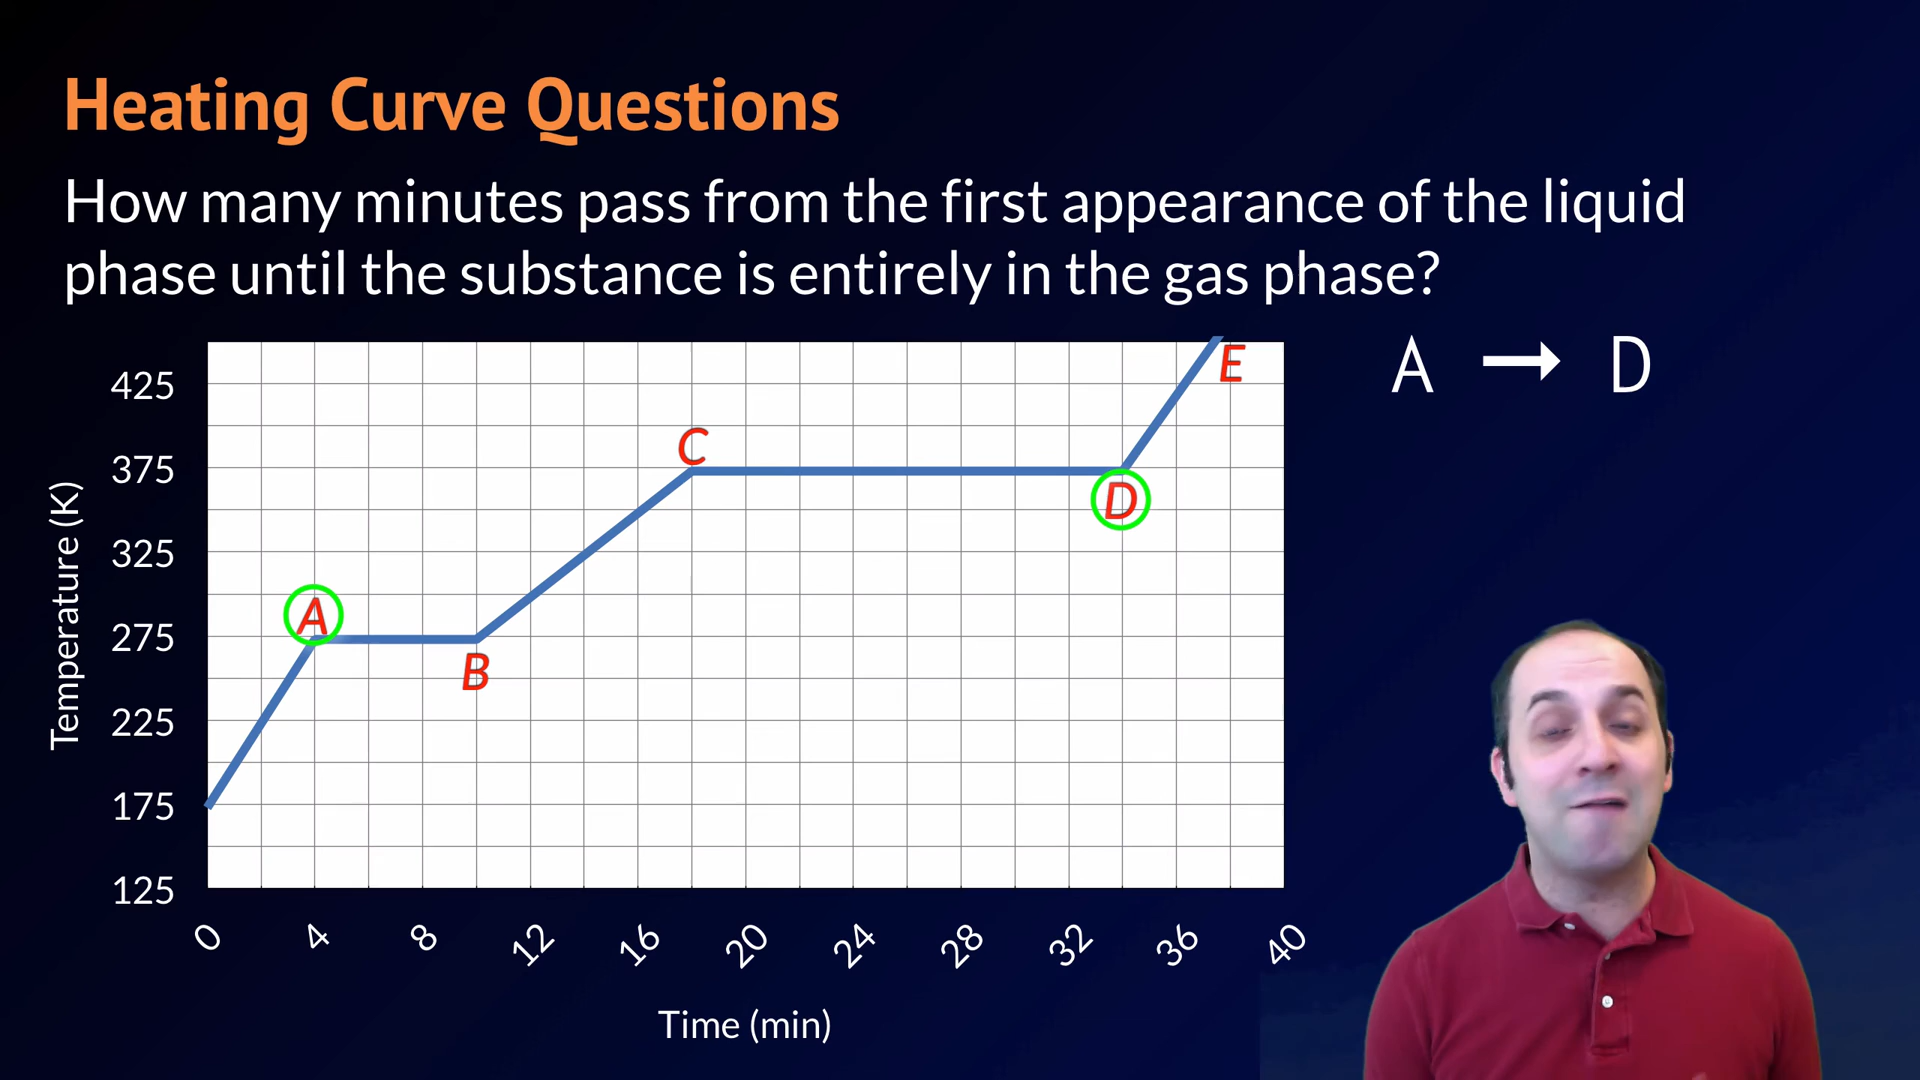 Heating Curve Questions
How many minutes pass from the first appearance of the liquid
phase until the substance is entirely in the gas phase?
A → D
425
375
325
275
225
175
125
Temperature (K)
A
B
C
D
E
0 4 8 12 16 20 24 28 32 36 40
Time (min)